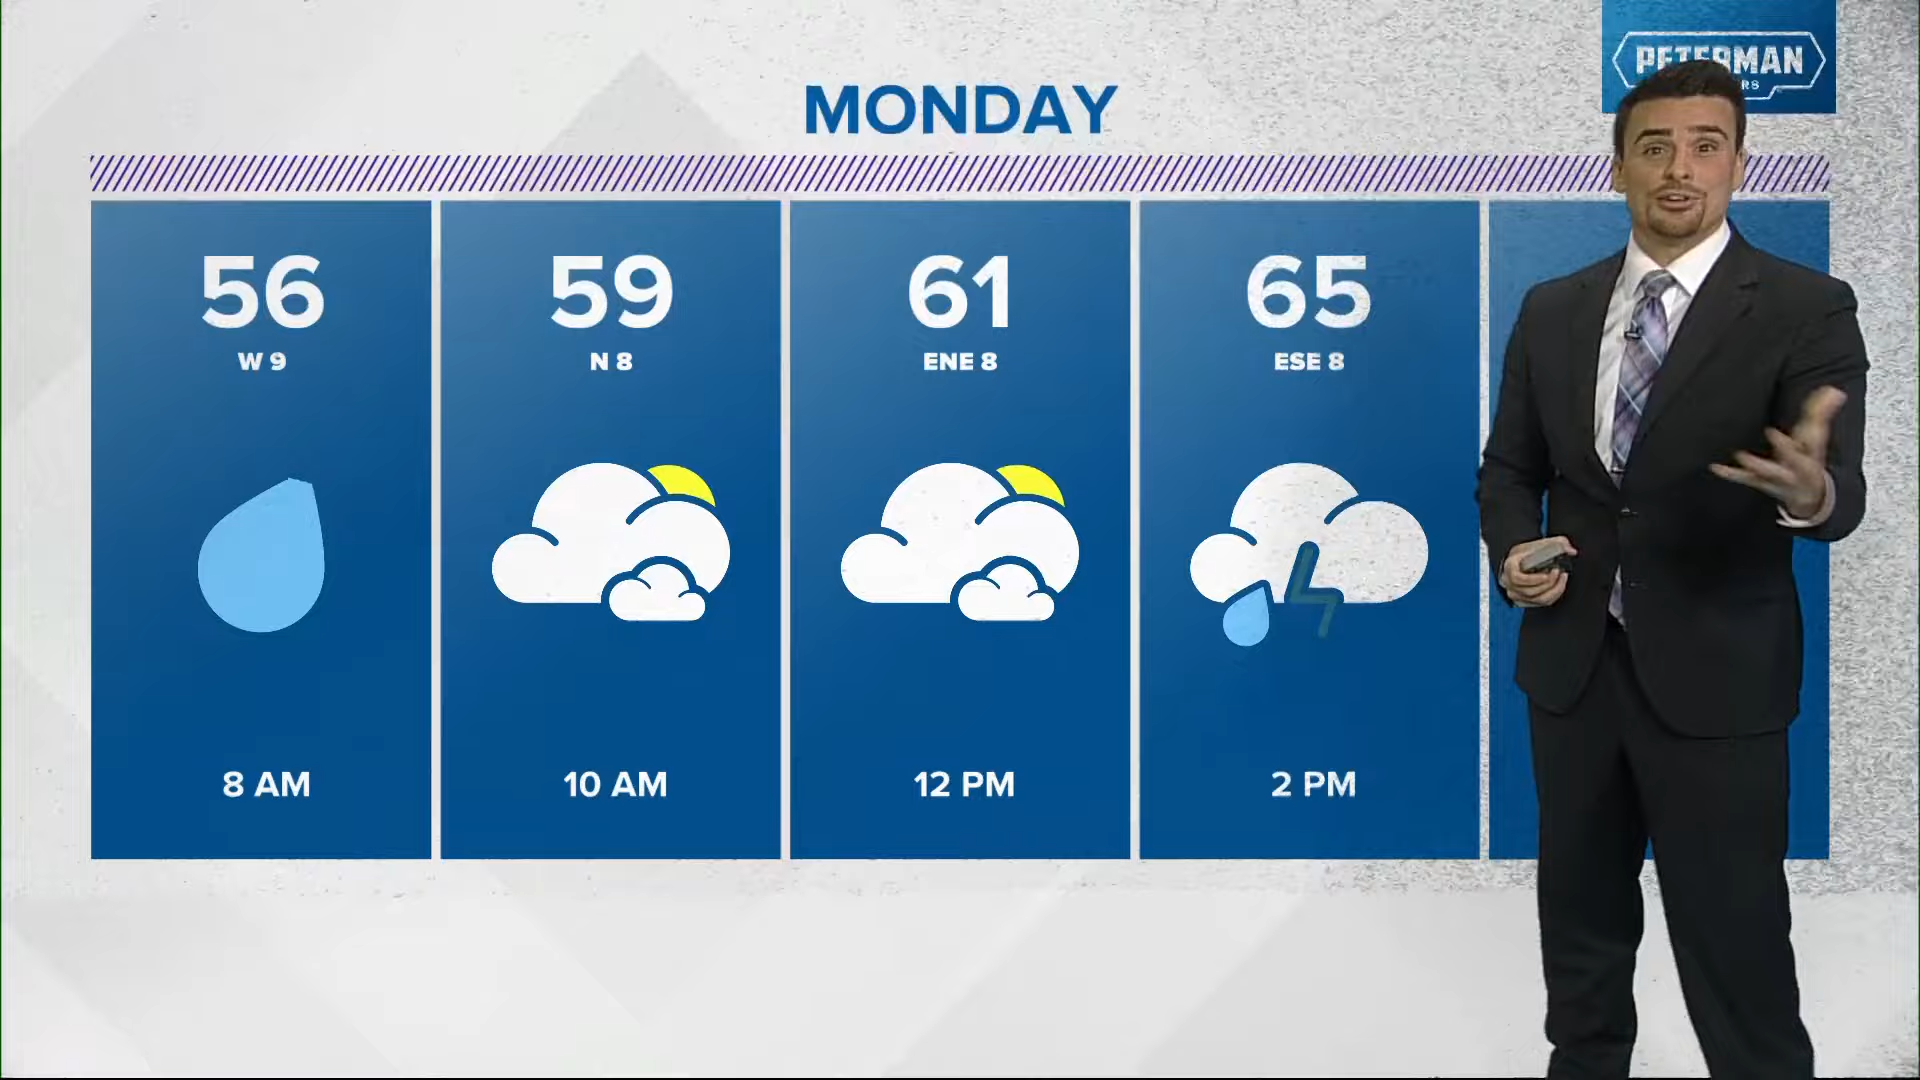 PETERMAN
MONDAY
56
W 9
8 AM
59
N 8
10 AM
61
ENE 8
12 PM
65
ESE 8
2 PM